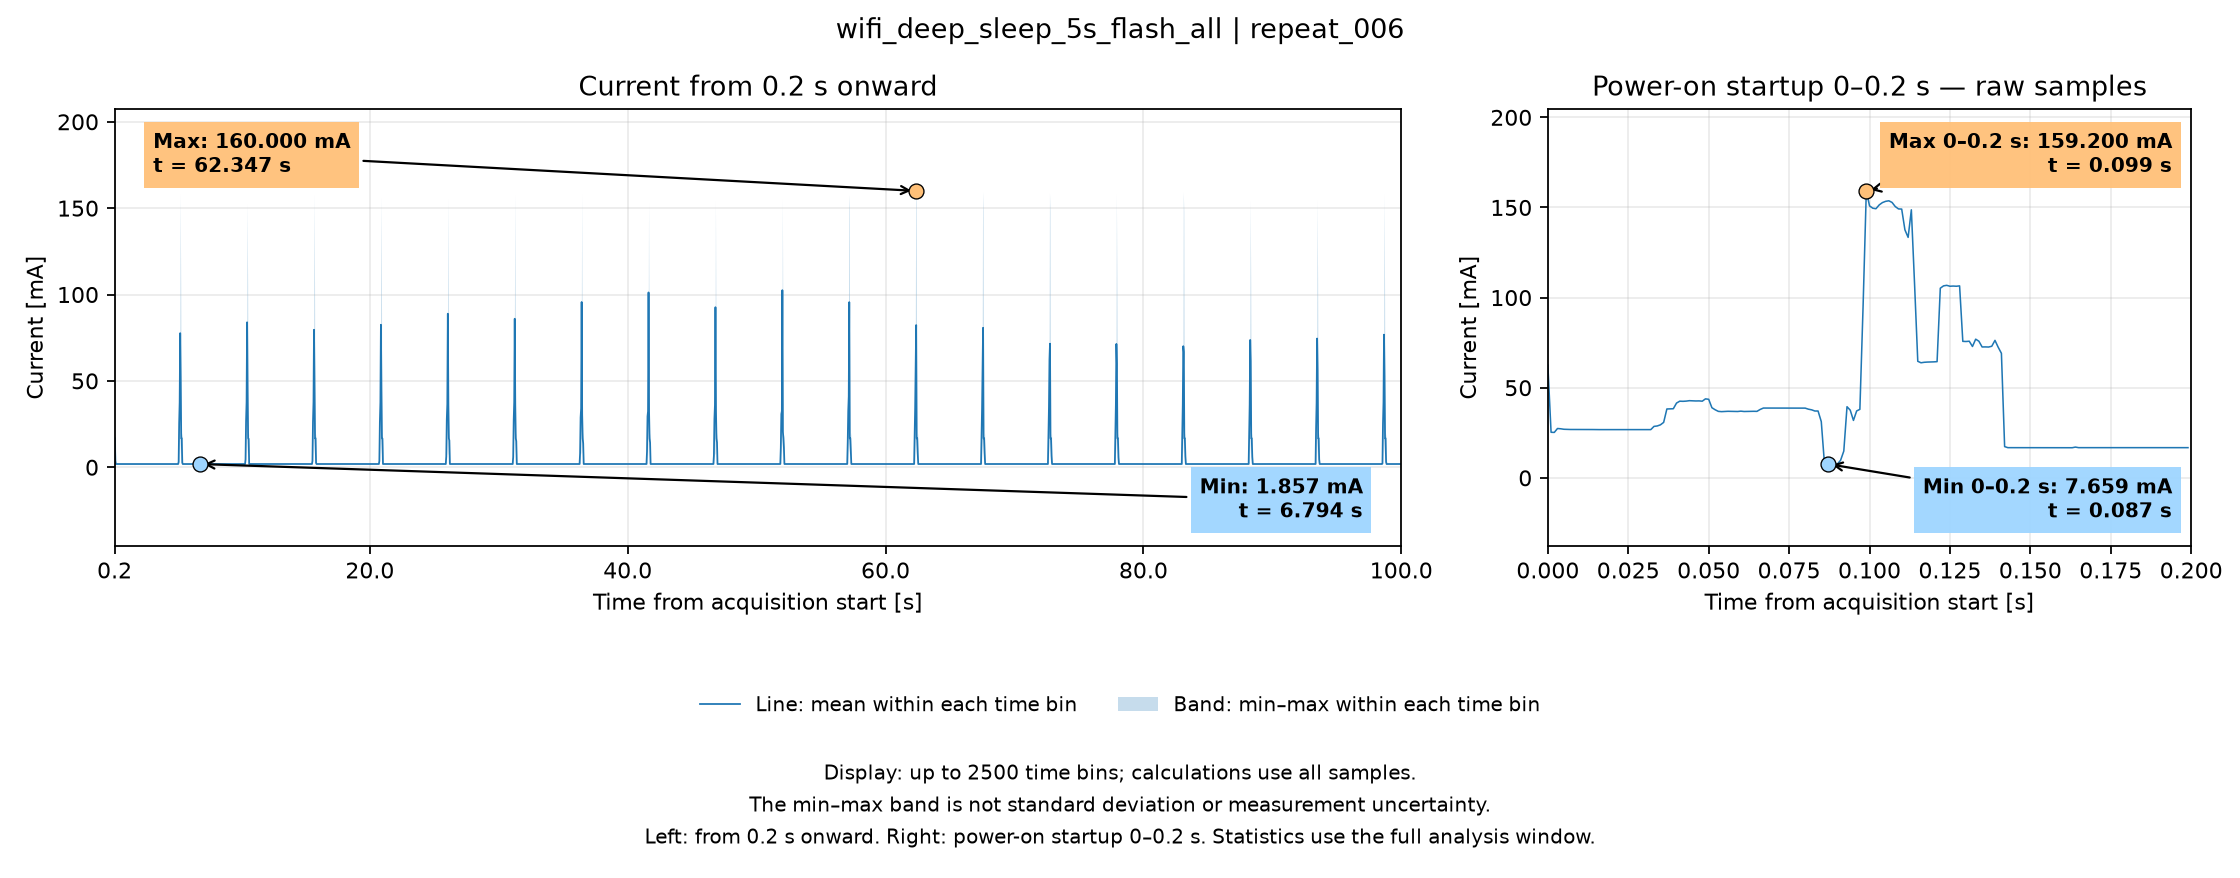 wifi_deep_sleep_5s_flash_all | repeat_006
Current from 0.2 s onward
Max: 160.000 mA
t = 62.347 s
Min: 1.857 mA
t = 6.794 s
Current [mA]
200
150
100
50
0
0.2 20.0 40.0 60.0 80.0 100.0
Time from acquisition start [s]
Power-on startup 0–0.2 s — raw samples
Max 0–0.2 s: 159.200 mA
t = 0.099 s
Min 0–0.2 s: 7.659 mA
t = 0.087 s
Current [mA]
200
150
100
50
0
0.000 0.025 0.050 0.075 0.100 0.125 0.150 0.175 0.200
Time from acquisition start [s]
Line: mean within each time bin
Band: min–max within each time bin
Display: up to 2500 time bins; calculations use all samples.
The min–max band is not standard deviation or measurement uncertainty.
Left: from 0.2 s onward. Right: power-on startup 0–0.2 s. Statistics use the full analysis window.